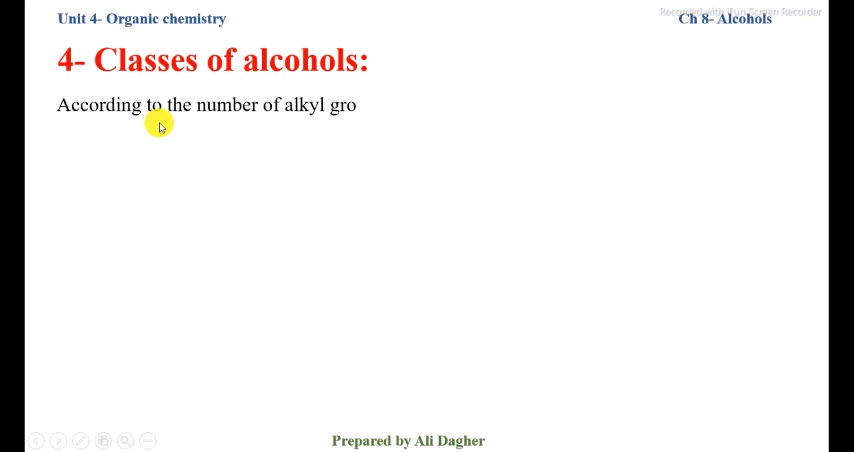 Unit 4- Organic chemistry
Recorded with iFun Screen Recorder
Ch 8- Alcohols
4- Classes of alcohols:
According to the number of alkyl gro
Prepared by Ali Dagher